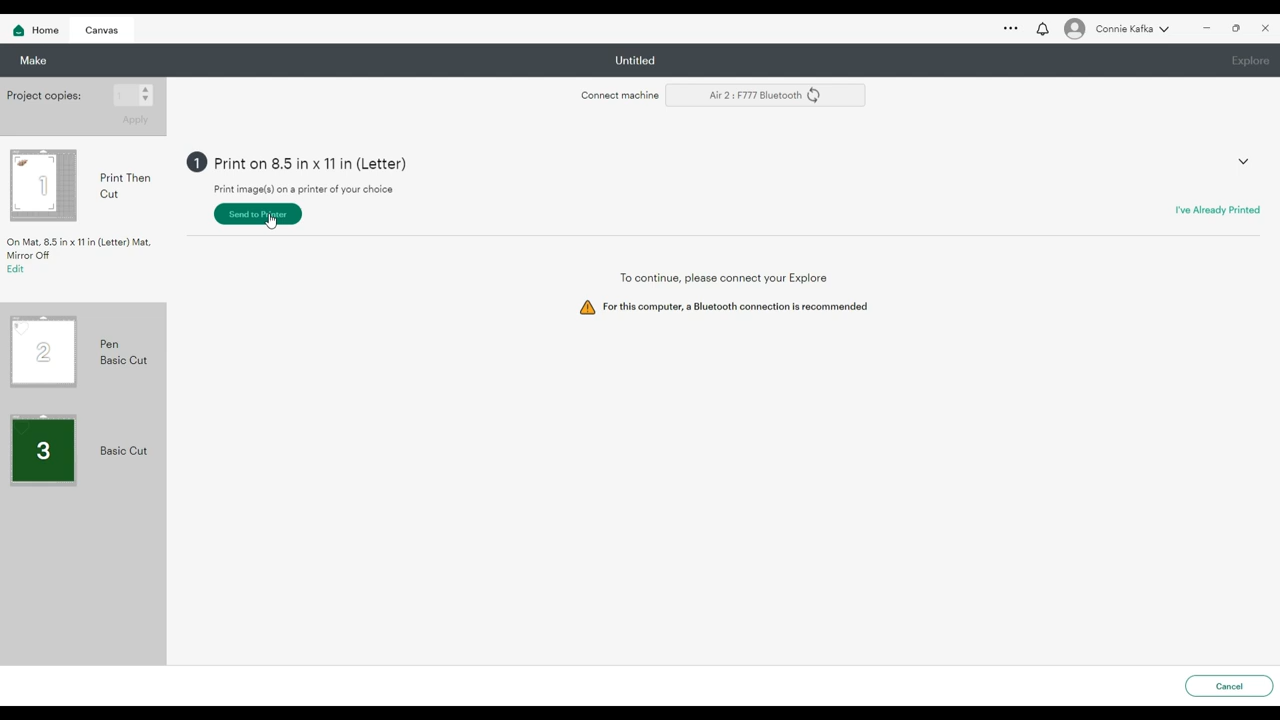 Home
Canvas
Connie Kafka
Make
Untitled
Explore
Project copies:
1
Apply
Connect machine
Air 2 : F777 Bluetooth
1
Print Then
Cut
On Mat, 8.5 in x 11 in (Letter) Mat,
Mirror Off
Edit
2
Pen
Basic Cut
3
Basic Cut
1 Print on 8.5 in x 11 in (Letter)
Print image(s) on a printer of your choice
Send to Printer
I've Already Printed
To continue, please connect your Explore
For this computer, a Bluetooth connection is recommended
Cancel